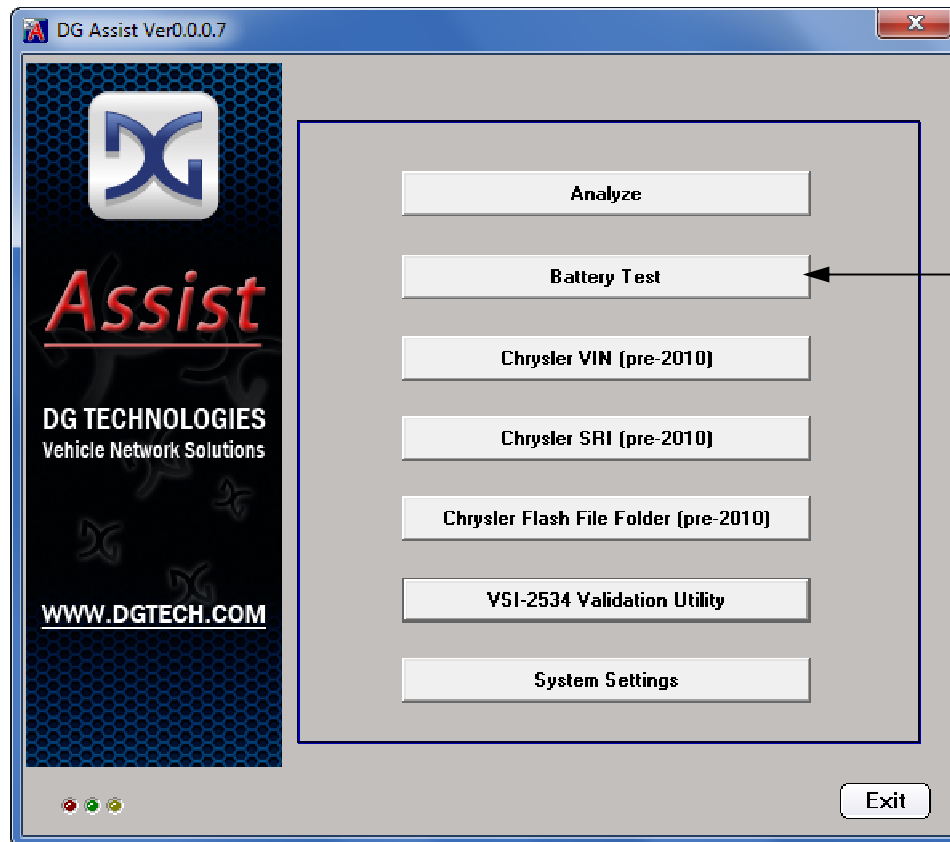 DG Assist Ver0.0.0.7
Assist
DG TECHNOLOGIES
Vehicle Network Solutions
WWW.DGTECH.COM
Analyze
Battery Test
Chrysler VIN (pre-2010)
Chrysler SRI (pre-2010)
Chrysler Flash File Folder (pre-2010)
VSI-2534 Validation Utility
System Settings
Exit